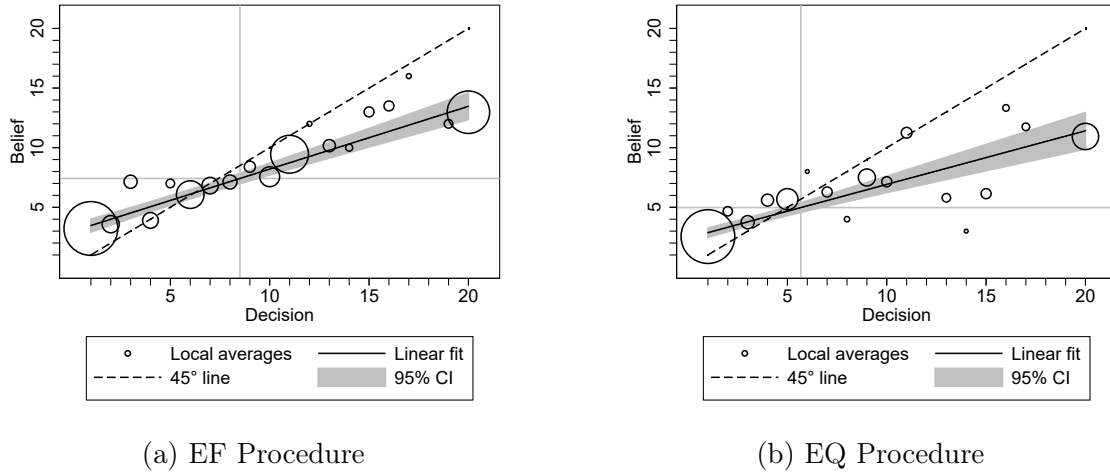 20
15
10
5
Belief
5
10
15
20
Decision
Local averages
Linear fit
45° line
95% CI
(a) EF Procedure
20
15
10
5
Belief
5
10
15
20
Decision
Local averages
Linear fit
45° line
95% CI
(b) EQ Procedure